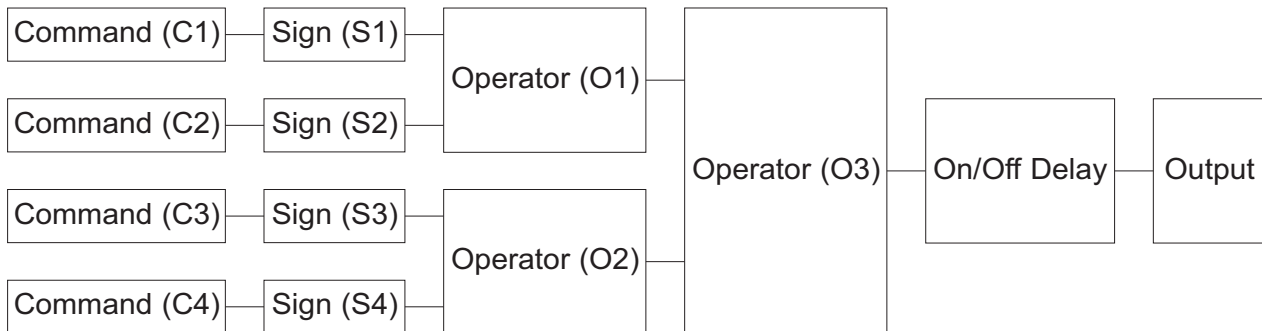 Command (C1) Sign (S1)
Operator (O1)
Command (C2) Sign (S2)
Operator (O3) On/Off Delay Output
Command (C3) Sign (S3)
Operator (O2)
Command (C4) Sign (S4)